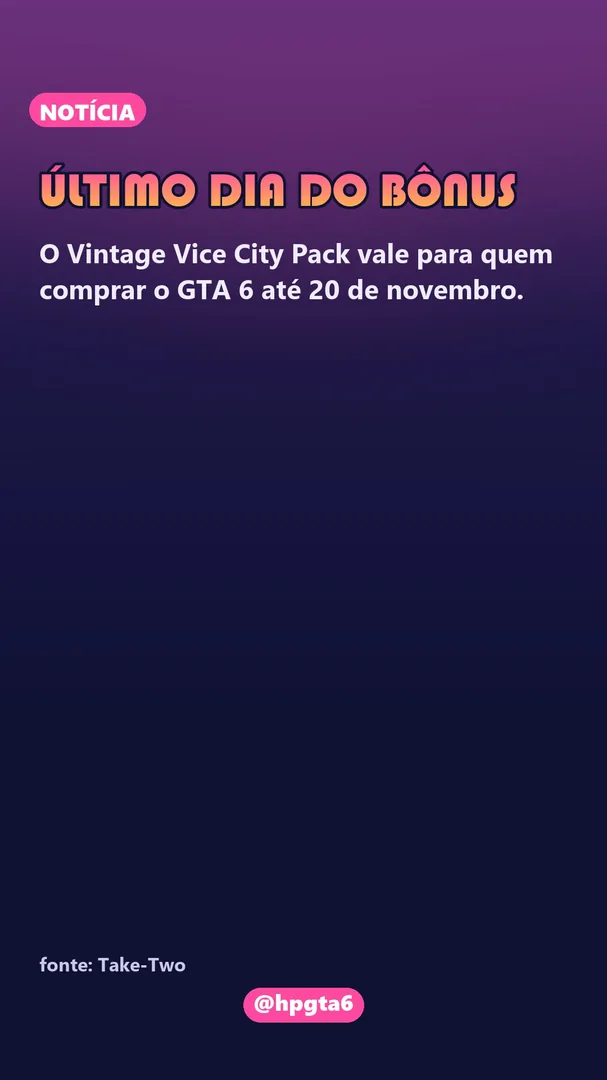 NOTÍCIA
ÚLTIMO DIA DO BÔNUS
O Vintage Vice City Pack vale para quem
comprar o GTA 6 até 20 de novembro.
fonte: Take-Two
@hpgta6